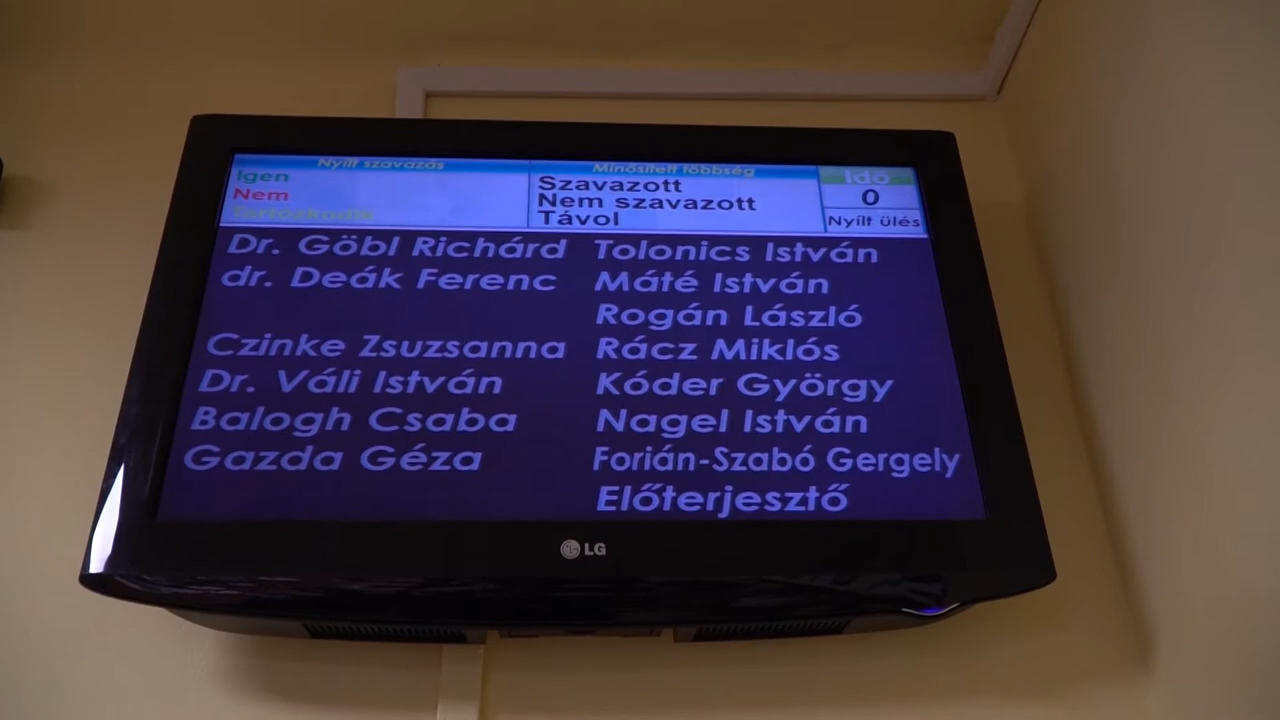 Nyílt szavazás
Igen
Nem
Tartózkodik
Minősített többség
Szavazott
Nem szavazott
Távol
Idő
0
Nyílt ülés
Dr. Göbl Richárd
dr. Deák Ferenc
Czinke Zsuzsanna
Dr. Váli István
Balogh Csaba
Gazda Géza
Tolonics István
Máté István
Rogán László
Rácz Miklós
Kóder György
Nagel István
Forián-Szabó Gergely
Előterjesztő
LG